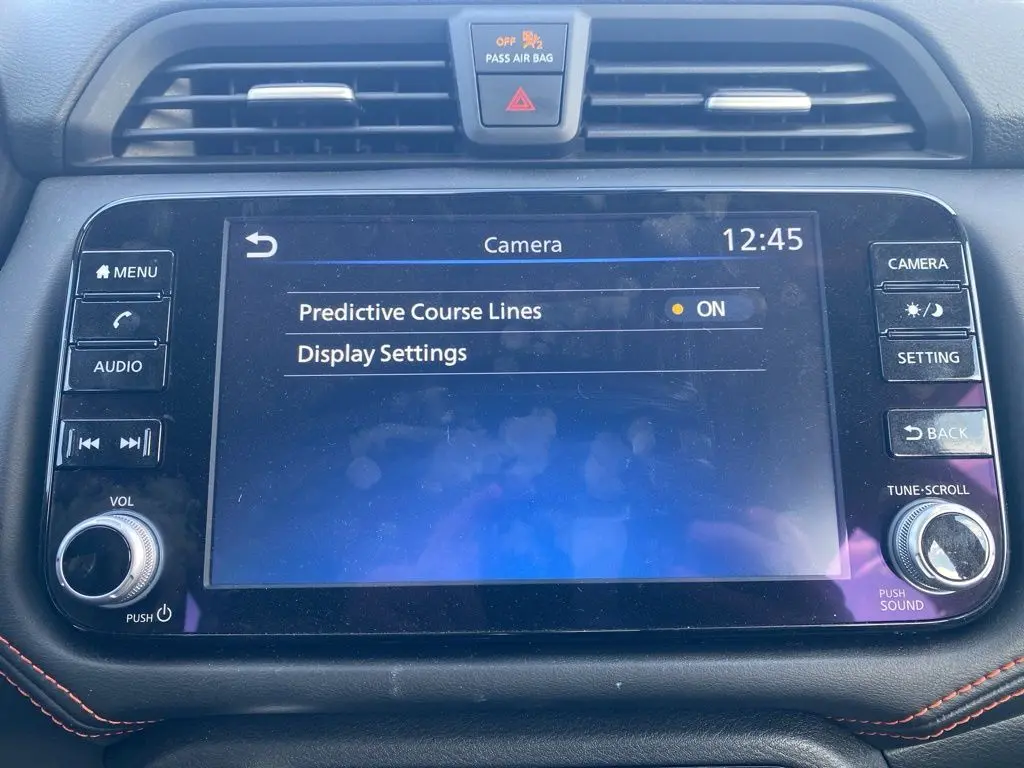 OFF 2
PASS AIR BAG
Camera
12:45
MENU
CAMERA
Predictive Course Lines ON
Display Settings
AUDIO
SETTING
BACK
VOL
TUNE·SCROLL
PUSH
PUSH
SOUND